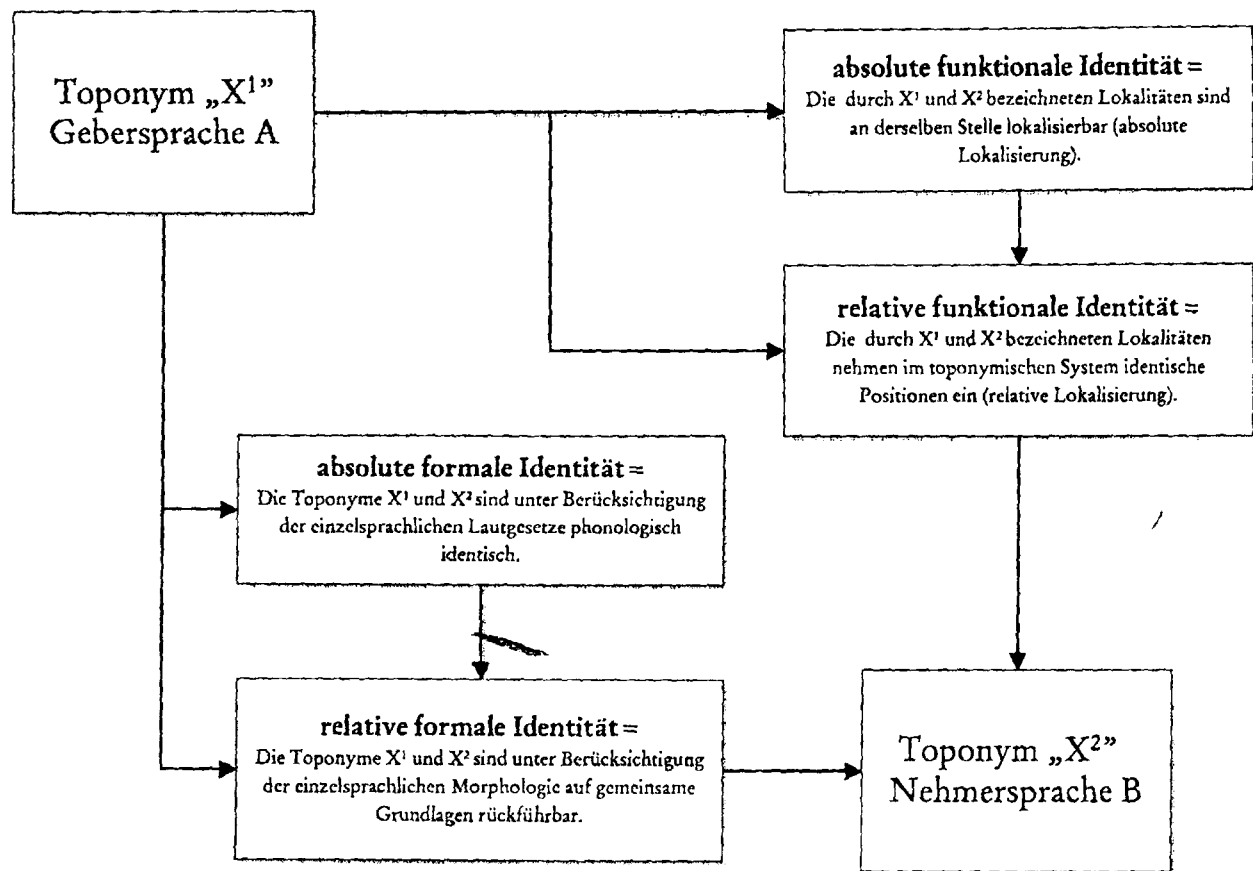 Toponym „X¹”
Gebersprache A
absolute funktionale Identität =
Die durch X¹ und X² bezeichneten Lokalitäten sind
an derselben Stelle lokalisierbar (absolute
Lokalisierung).
relative funktionale Identität =
Die durch X¹ und X² bezeichneten Lokalitäten
nehmen im toponymischen System identische
Positionen ein (relative Lokalisierung).
absolute formale Identität =
Die Toponyme X¹ und X² sind unter Berücksichtigung
der einzelsprachlichen Lautgesetze phonologisch
identisch.
relative formale Identität =
Die Toponyme X¹ und X² sind unter Berücksichtigung
der einzelsprachlichen Morphologie auf gemeinsame
Grundlagen rückführbar.
Toponym „X²”
Nehmersprache B